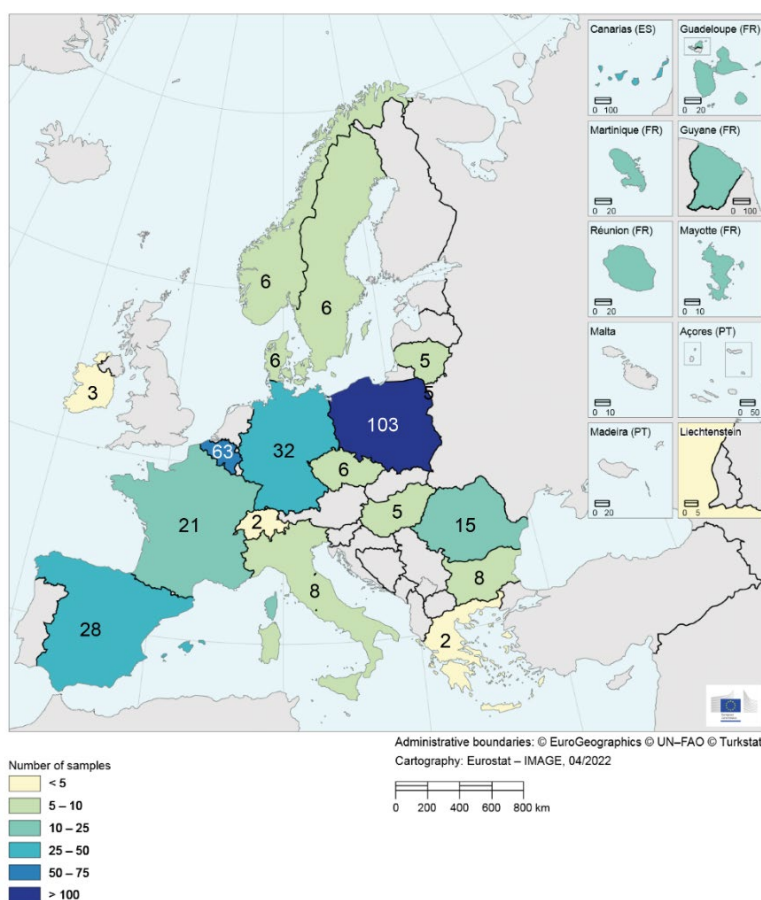 Canarias (ES)
0 100
Guadeloupe (FR)
0 20
Martinique (FR)
0 20
Guyane (FR)
0 100
Réunion (FR)
0 20
Mayotte (FR)
0 10
Malta
0 10
Açores (PT)
0 50
Madeira (PT)
0 20
Liechtenstein
0 5
6
6
6
5
5
3
103
63
32
6
2
5
15
21
8
8
28
2
Administrative boundaries: © EuroGeographics © UN–FAO © Turkstat
Cartography: Eurostat – IMAGE, 04/2022
0 200 400 600 800 km
Number of samples
< 5
5 – 10
10 – 25
25 – 50
50 – 75
> 100